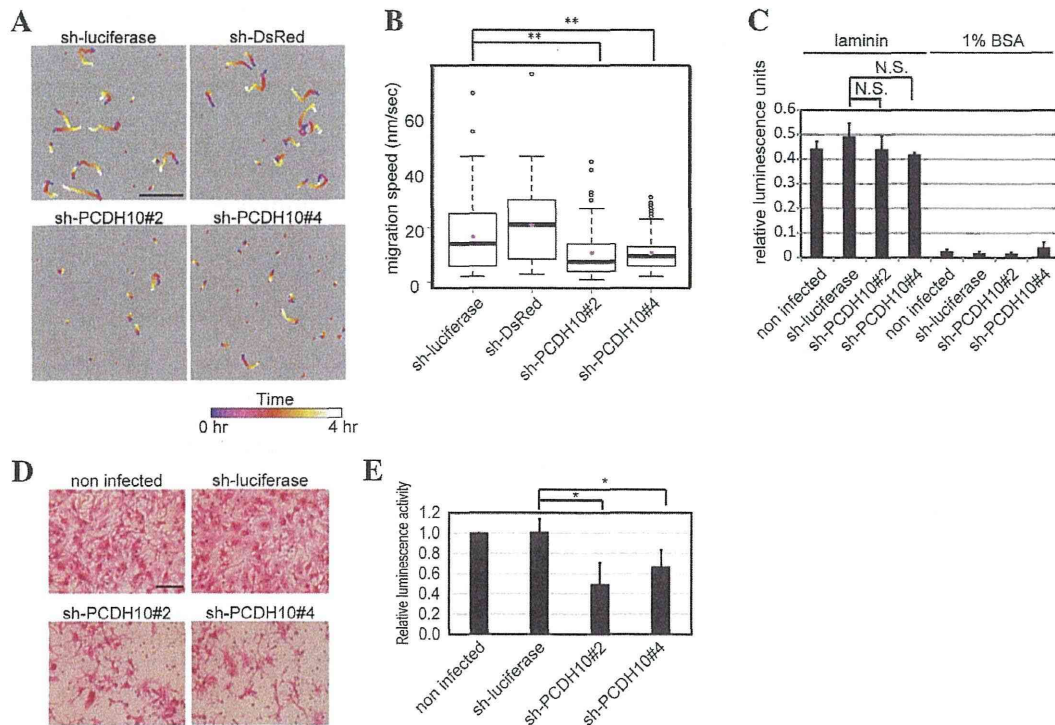 A
sh-luciferase
sh-DsRed
sh-PCDH10#2
sh-PCDH10#4
Time
0 hr
4 hr
B
**
**
migration speed (nm/sec)
60
40
20
0
sh-luciferase
sh-DsRed
sh-PCDH10#2
sh-PCDH10#4
C
laminin
1% BSA
N.S.
N.S.
relative luminescence units
0.6
0.5
0.4
0.3
0.2
0.1
0
non infected
sh-luciferase
sh-PCDH10#2
sh-PCDH10#4
non infected
sh-luciferase
sh-PCDH10#2
sh-PCDH10#4
D
non infected
sh-luciferase
sh-PCDH10#2
sh-PCDH10#4
E
*
*
Relative luminescence activity
1.2
1.0
0.8
0.6
0.4
0.2
0.0
non infected
sh-luciferase
sh-PCDH10#2
sh-PCDH10#4